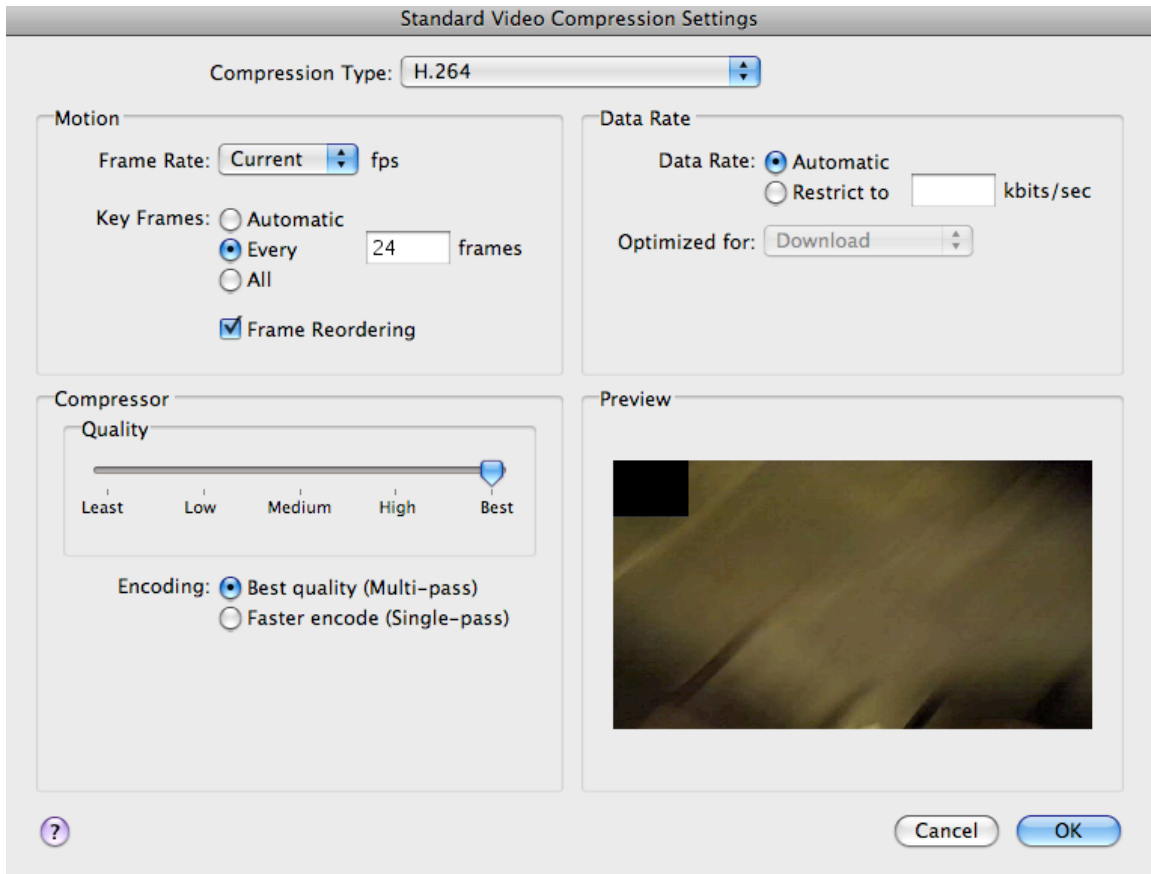 Standard Video Compression Settings
Compression Type: H.264
Motion
Frame Rate: Current fps
Key Frames: Automatic
Every 24 frames
All
Frame Reordering
Data Rate
Data Rate: Automatic
Restrict to kbits/sec
Optimized for: Download
Compressor
Quality
Least Low Medium High Best
Encoding: Best quality (Multi-pass)
Faster encode (Single-pass)
Preview
? Cancel OK